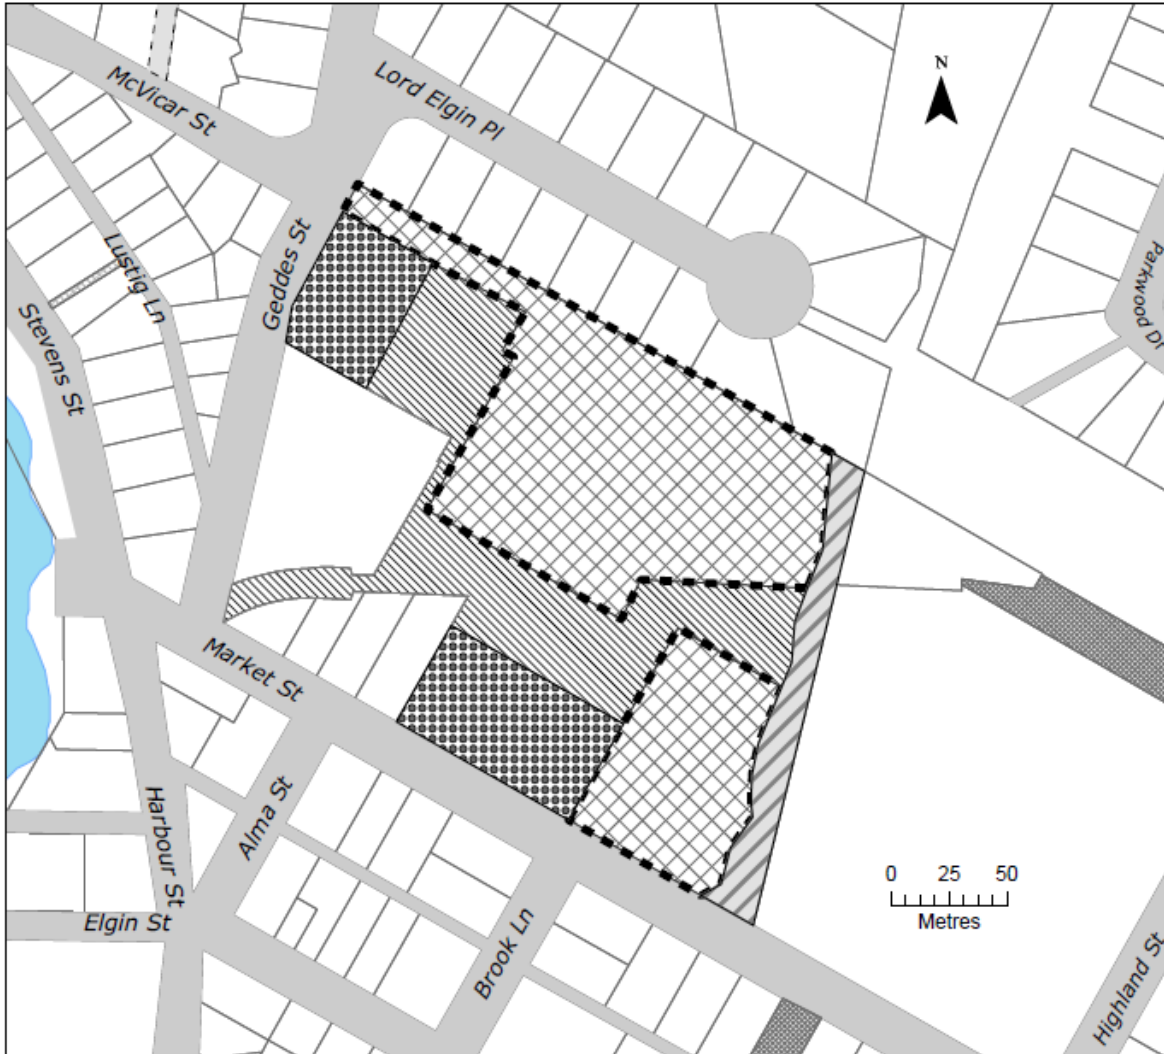 McVicar St
Lord Elgin Pl
N
Lustig Ln
Geddes St
Parkwood Dr
Stevens St
Market St
Harbour St
Alma St
Elgin St
Brook Ln
0 25 50
Metres
Highland St